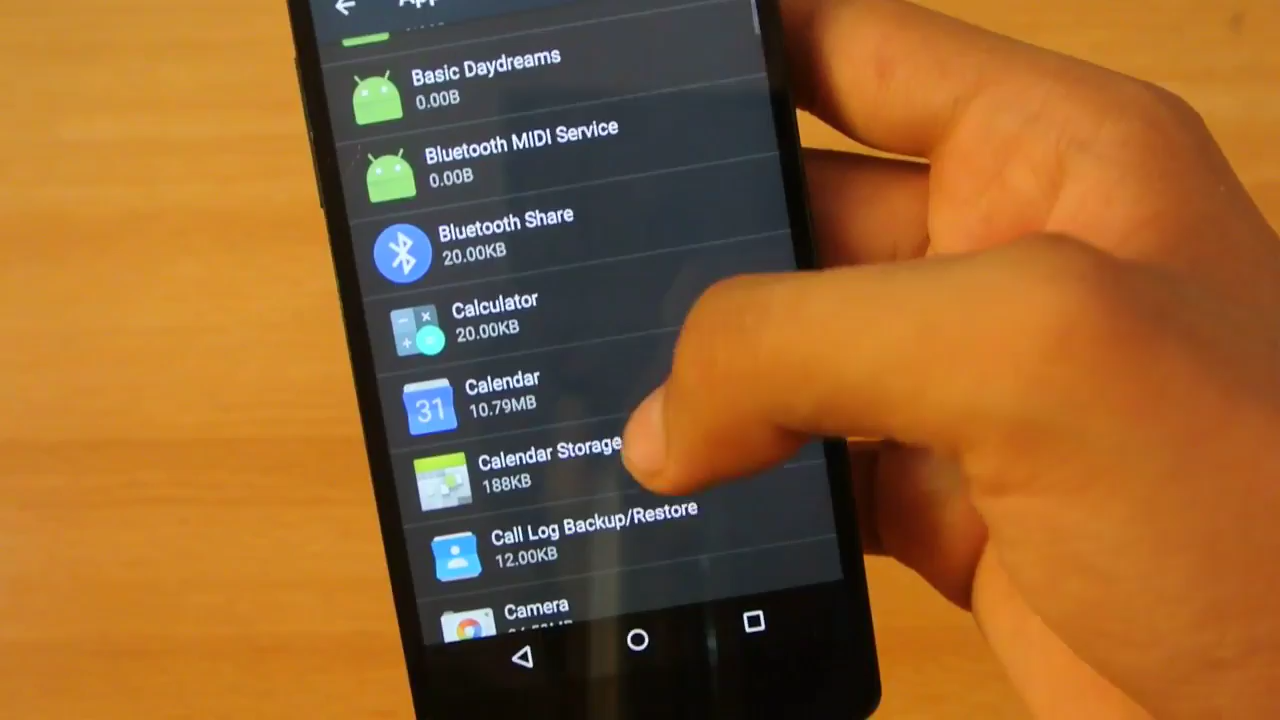 Basic Daydreams
0.00B
Bluetooth MIDI Service
0.00B
Bluetooth Share
20.00KB
Calculator
20.00KB
Calendar
10.79MB
31
Calendar Storage
188KB
Call Log Backup/Restore
12.00KB
Camera